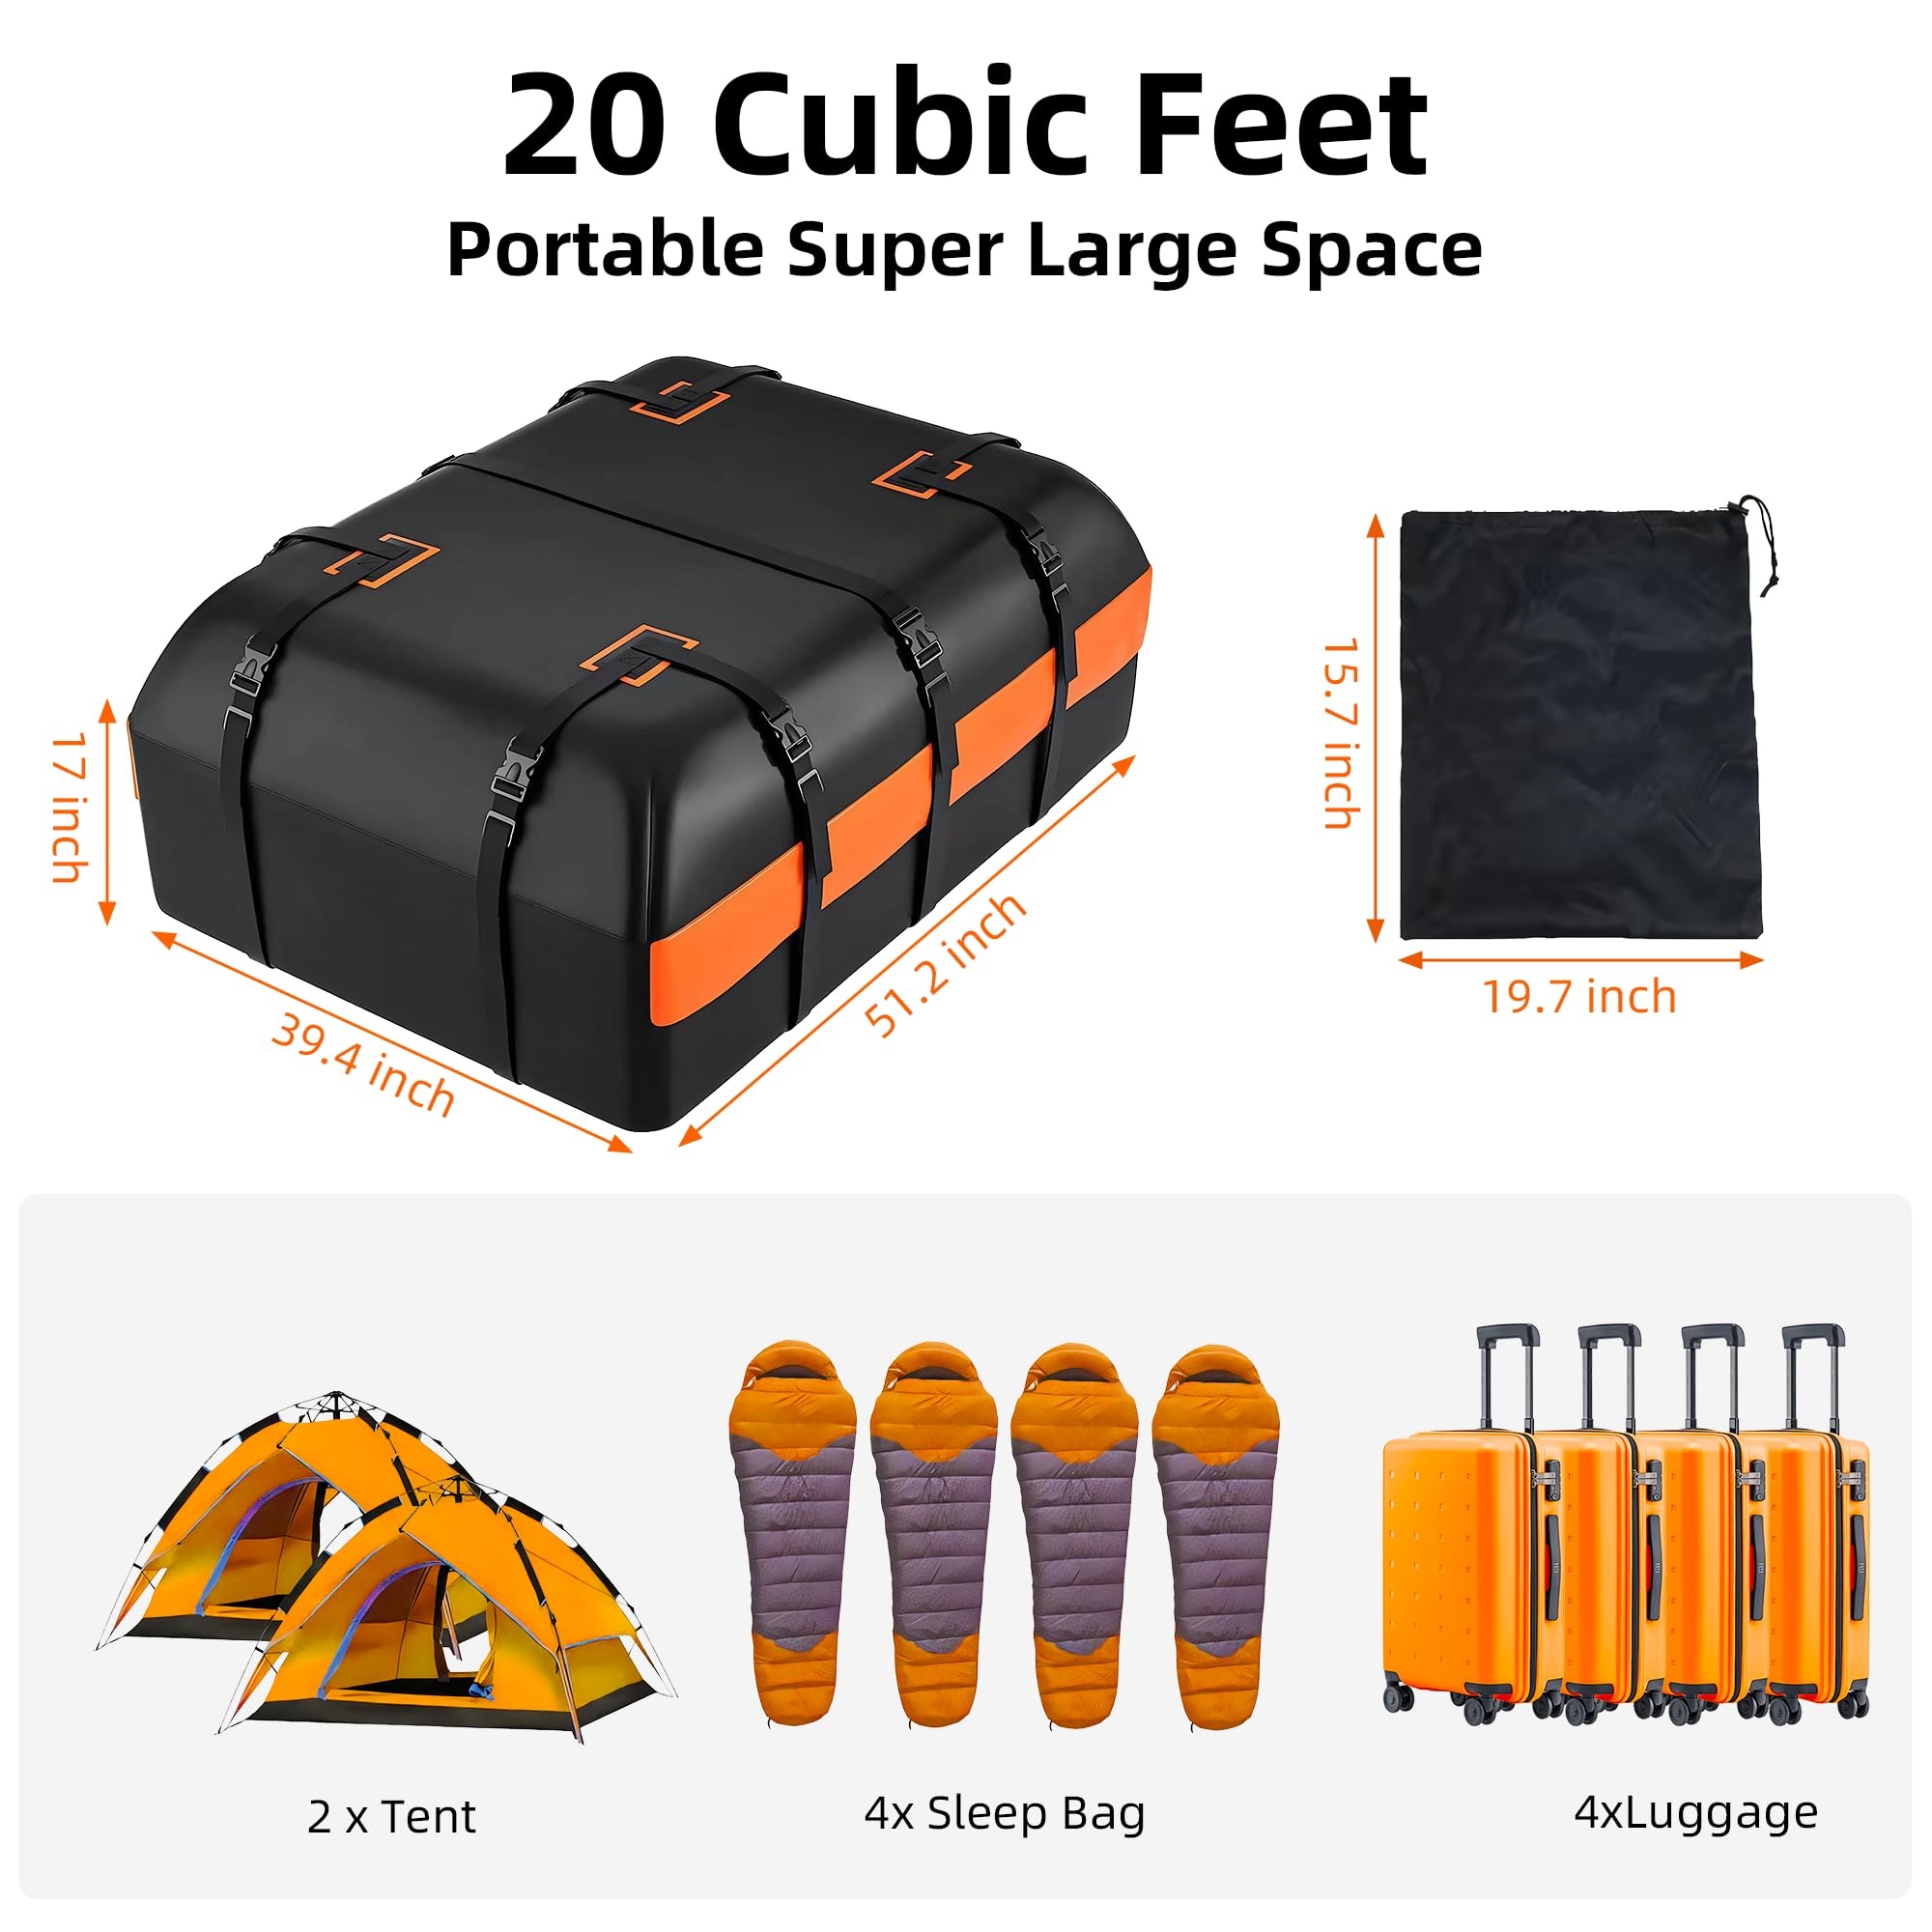 20 Cubic Feet
Portable Super Large Space
17 inch
39.4 inch
51.2 inch
15.7 inch
19.7 inch
2 x Tent
4x Sleep Bag
4xLuggage